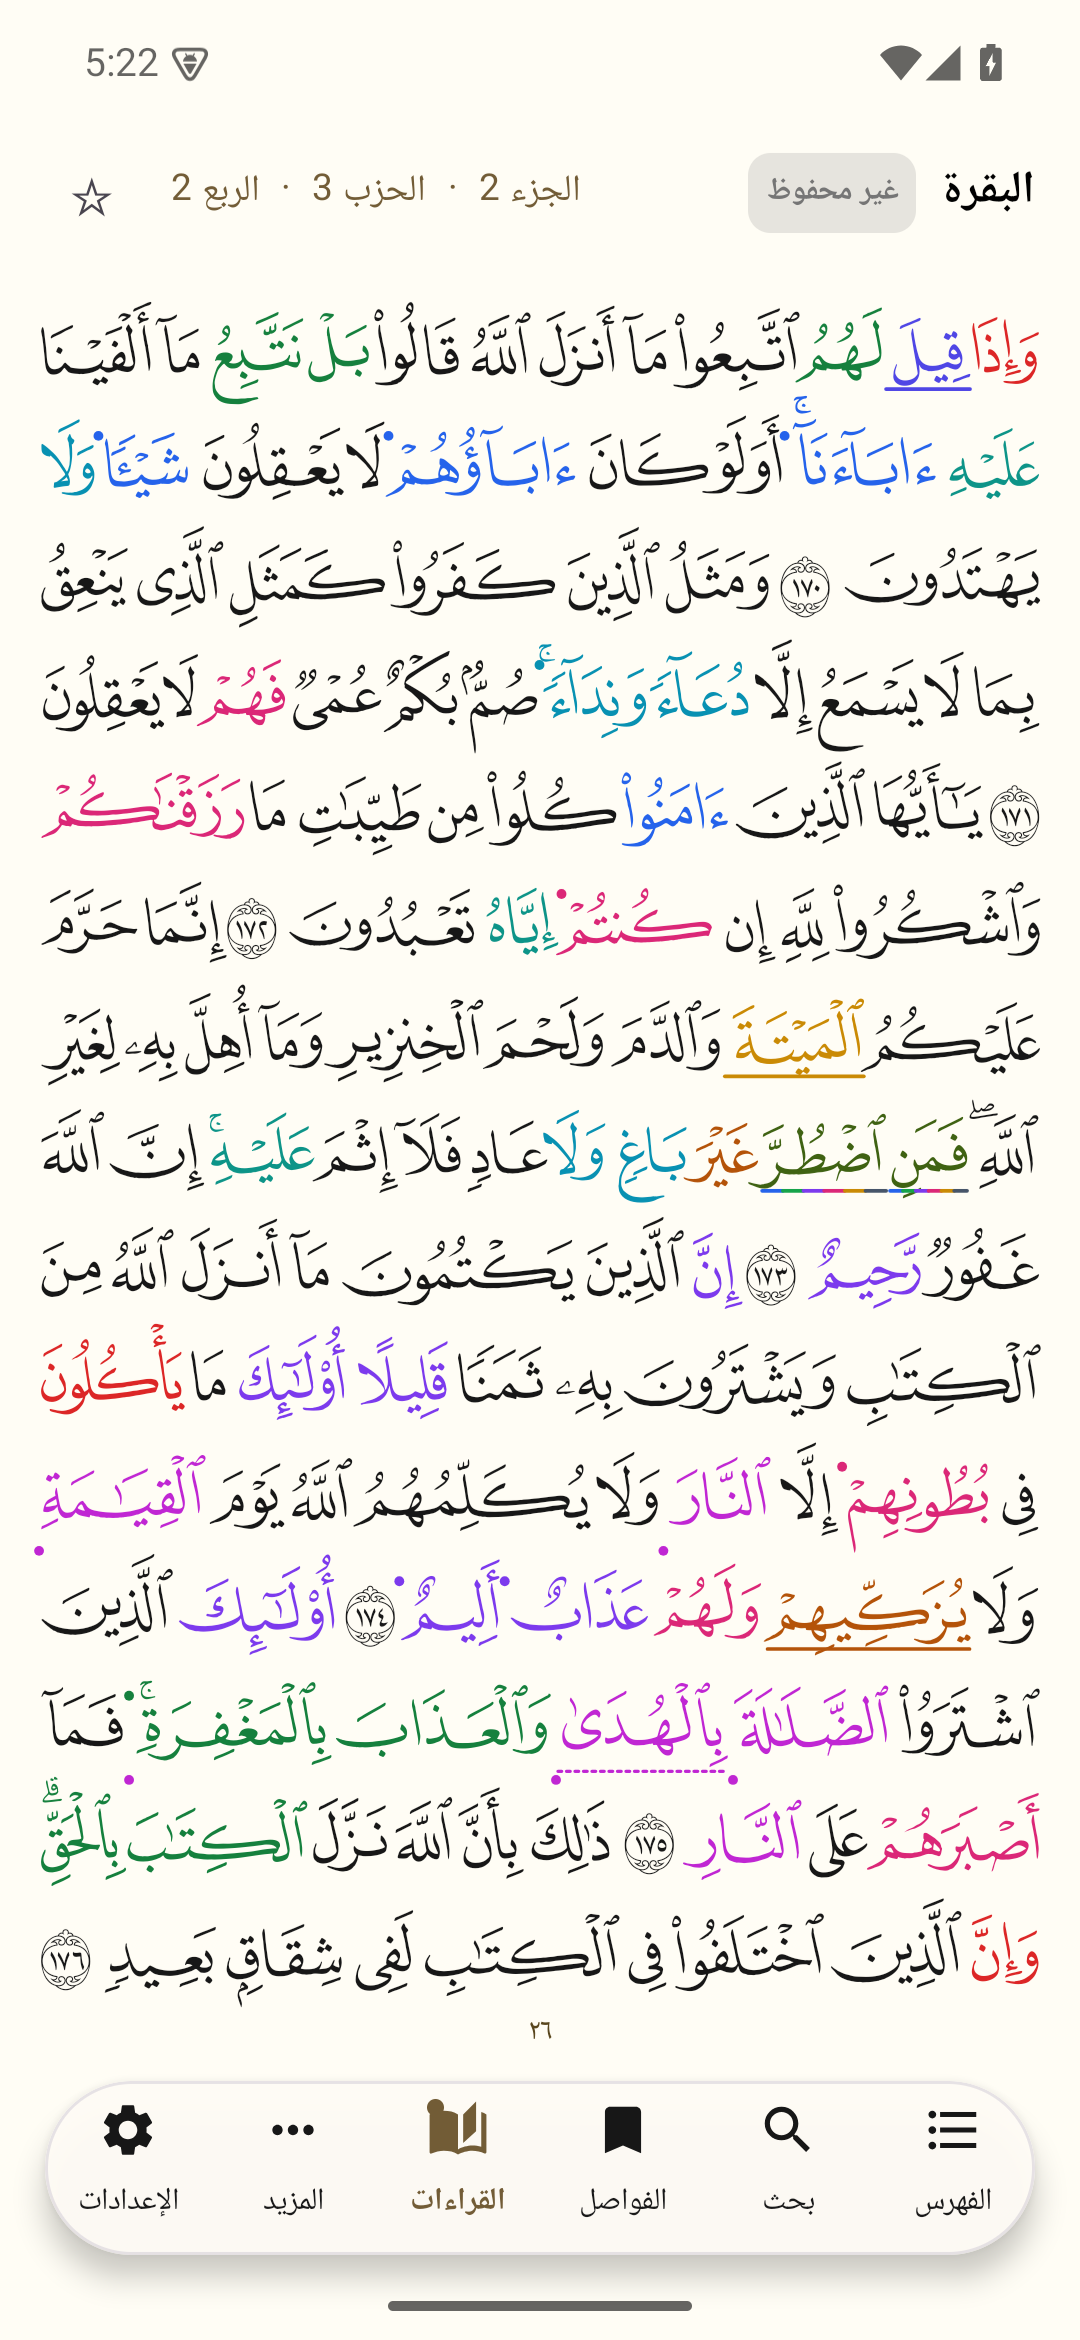 5:22
البقرة غير محفوظ الجزء 2 · الحزب 3 · الربع 2
وَإِذَا قِيلَ لَهُمُ ٱتَّبِعُوا۟ مَآ أَنزَلَ ٱللَّهُ قَالُوا۟ بَلْ نَتَّبِعُ مَآ أَلْفَيْنَا
عَلَيْهِ ءَابَآءَنَآ ۚ أَوَلَوْ كَانَ ءَابَآؤُهُمْ لَا يَعْقِلُونَ شَيْـًٔا وَلَا
يَهْتَدُونَ ١٧٠ وَمَثَلُ ٱلَّذِينَ كَفَرُوا۟ كَمَثَلِ ٱلَّذِى يَنْعِقُ
بِمَا لَا يَسْمَعُ إِلَّا دُعَآءً وَنِدَآءً ۚ صُمٌّۢ بُكْمٌ عُمْىٌ فَهُمْ لَا يَعْقِلُونَ
١٧١ يَـٰٓأَيُّهَا ٱلَّذِينَ ءَامَنُوا۟ كُلُوا۟ مِن طَيِّبَـٰتِ مَا رَزَقْنَـٰكُمْ
وَٱشْكُرُوا۟ لِلَّهِ إِن كُنتُمْ إِيَّاهُ تَعْبُدُونَ ١٧٢ إِنَّمَا حَرَّمَ
عَلَيْكُمُ ٱلْمَيْتَةَ وَٱلدَّمَ وَلَحْمَ ٱلْخِنزِيرِ وَمَآ أُهِلَّ بِهِۦ لِغَيْرِ
ٱللَّهِ ۖ فَمَنِ ٱضْطُرَّ غَيْرَ بَاغٍ وَلَا عَادٍ فَلَآ إِثْمَ عَلَيْهِ ۚ إِنَّ ٱللَّهَ
غَفُورٌ رَّحِيمٌ ١٧٣ إِنَّ ٱلَّذِينَ يَكْتُمُونَ مَآ أَنزَلَ ٱللَّهُ مِنَ
ٱلْكِتَـٰبِ وَيَشْتَرُونَ بِهِۦ ثَمَنًا قَلِيلًا أُو۟لَـٰٓئِكَ مَا يَأْكُلُونَ
فِى بُطُونِهِمْ إِلَّا ٱلنَّارَ وَلَا يُكَلِّمُهُمُ ٱللَّهُ يَوْمَ ٱلْقِيَـٰمَةِ
وَلَا يُزَكِّيهِمْ وَلَهُمْ عَذَابٌ أَلِيمٌ ١٧٤ أُو۟لَـٰٓئِكَ ٱلَّذِينَ
ٱشْتَرَوُا۟ ٱلضَّلَـٰلَةَ بِٱلْهُدَىٰ وَٱلْعَذَابَ بِٱلْمَغْفِرَةِ ۚ فَمَآ
أَصْبَرَهُمْ عَلَى ٱلنَّارِ ١٧٥ ذَٰلِكَ بِأَنَّ ٱللَّهَ نَزَّلَ ٱلْكِتَـٰبَ بِٱلْحَقِّ ۗ
وَإِنَّ ٱلَّذِينَ ٱخْتَلَفُوا۟ فِى ٱلْكِتَـٰبِ لَفِى شِقَاقٍۭ بَعِيدٍ ١٧٦
٢٦
الفهرس بحث الفواصل القراءات المزيد الإعدادات